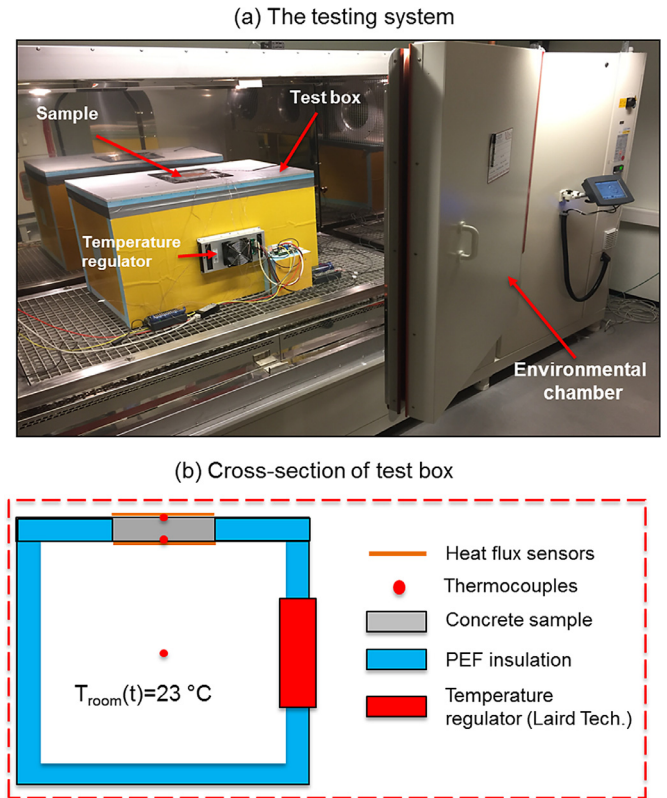 (a) The testing system
Sample
Test box
Temperature
regulator
Environmental
chamber
(b) Cross-section of test box
Heat flux sensors
Thermocouples
Concrete sample
PEF insulation
Temperature
regulator (Laird Tech.)
T_room(t)=23 °C